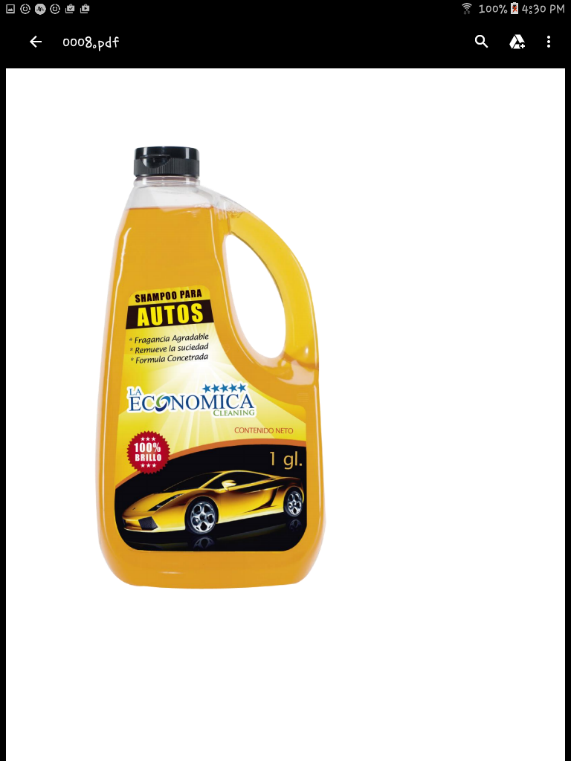 100% 4:30 PM
0008.pdf
SHAMPOO PARA
AUTOS
* Fragancia Agradable
* Remueve la suciedad
* Formula Concetrada
LA
ECONOMICA
CLEANING
CONTENIDO NETO
1 gl.
100%
BRILLO